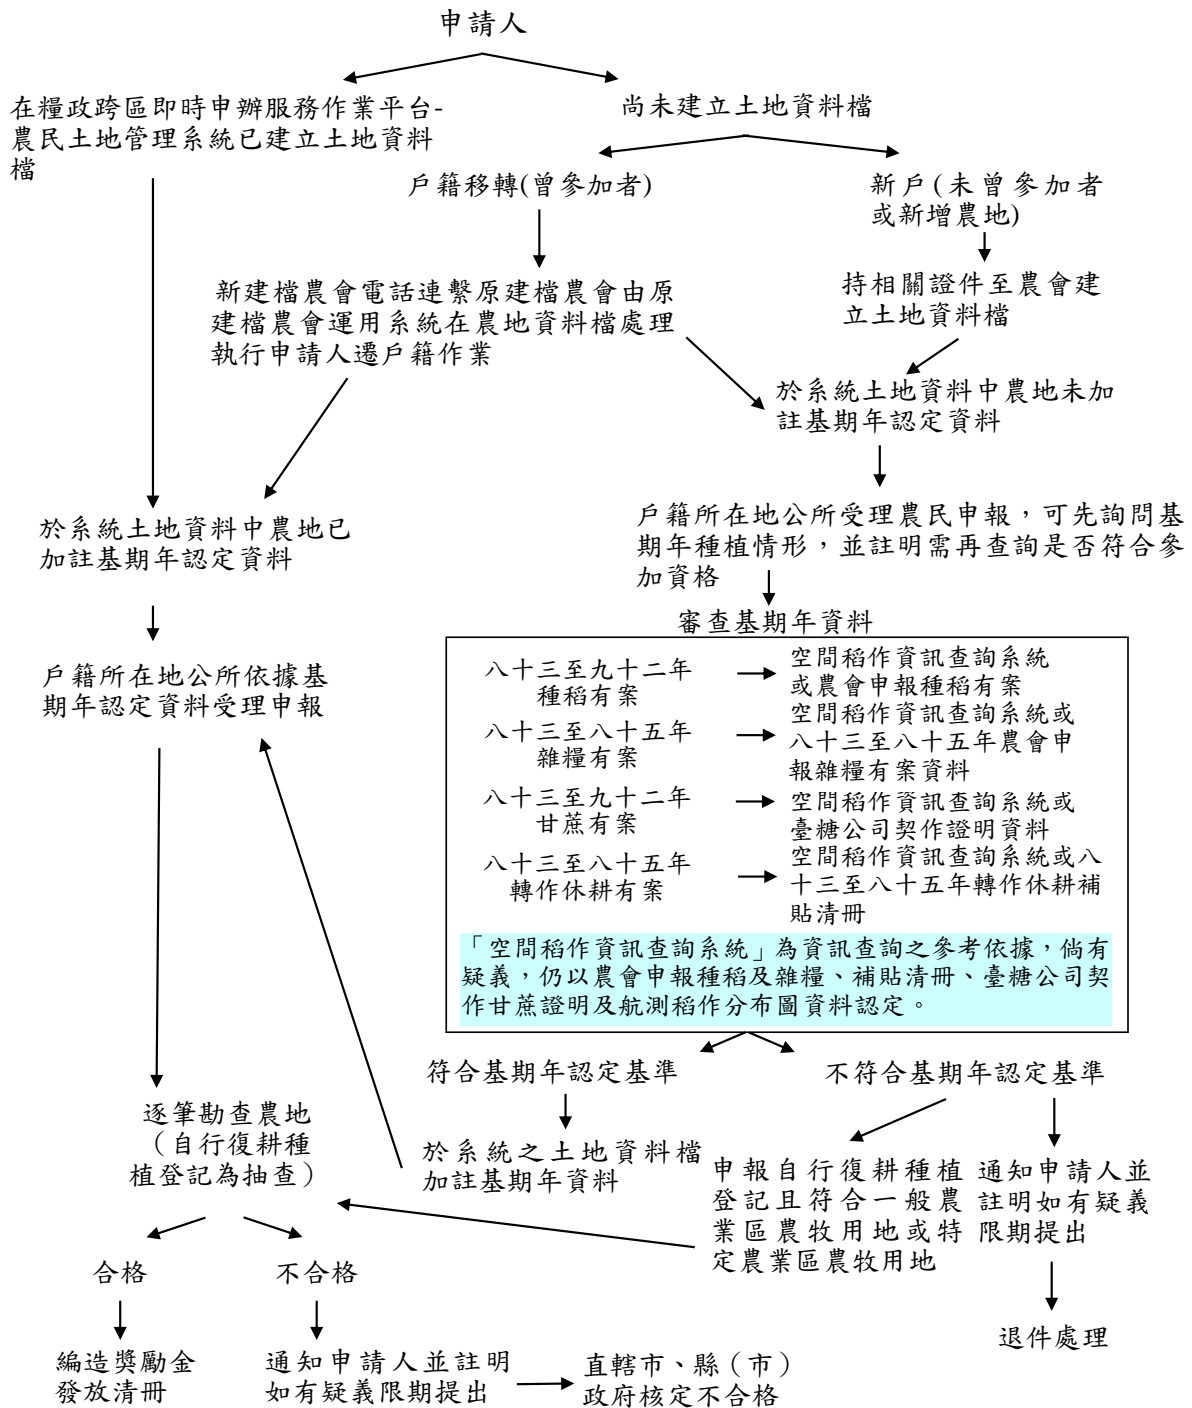 申請人
在糧政跨區即時申辦服務作業平台-
農民土地管理系統已建立土地資料
檔
尚未建立土地資料檔
戶籍移轉(曾參加者)
新戶(未曾參加者
或新增農地)
新建檔農會電話連繫原建檔農會由原
建檔農會運用系統在農地資料檔處理
執行申請人遷戶籍作業
持相關證件至農會建
立土地資料檔
於系統土地資料中農地未加
註基期年認定資料
於系統土地資料中農地已
加註基期年認定資料
戶籍所在地公所受理農民申報，可先詢問基
期年種植情形，並註明需再查詢是否符合參
加資格
審查基期年資料
戶籍所在地公所依據基
期年認定資料受理申報
八十三至九十二年
種稻有案
空間稻作資訊查詢系統
或農會申報種稻有案
八十三至八十五年
雜糧有案
空間稻作資訊查詢系統或
八十三至八十五年農會申
報雜糧有案資料
八十三至九十二年
甘蔗有案
空間稻作資訊查詢系統或
臺糖公司契作證明資料
八十三至八十五年
轉作休耕有案
空間稻作資訊查詢系統或八
十三至八十五年轉作休耕補
貼清冊
「空間稻作資訊查詢系統」為資訊查詢之參考依據，倘有
疑義，仍以農會申報種稻及雜糧、補貼清冊、臺糖公司契
作甘蔗證明及航測稻作分布圖資料認定。
符合基期年認定基準
不符合基期年認定基準
逐筆勘查農地
（自行復耕種
植登記為抽查）
於系統之土地資料檔
加註基期年資料
申報自行復耕種植
登記且符合一般農
業區農牧用地或特
定農業區農牧用地
通知申請人並
註明如有疑義
限期提出
合格
不合格
退件處理
編造獎勵金
發放清冊
通知申請人並註明
如有疑義限期提出
直轄市、縣（市）
政府核定不合格